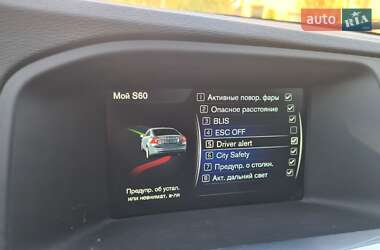 auto RIA
Мой S60
1 Активные повор. фары
2 Опасное расстояние
3 BLIS
4 ESC OFF
5 Driver alert
6 City Safety
7 Предупр. о столкн.
8 Акт. дальний свет
Предупр. об устал.
или невнимат. в-ля